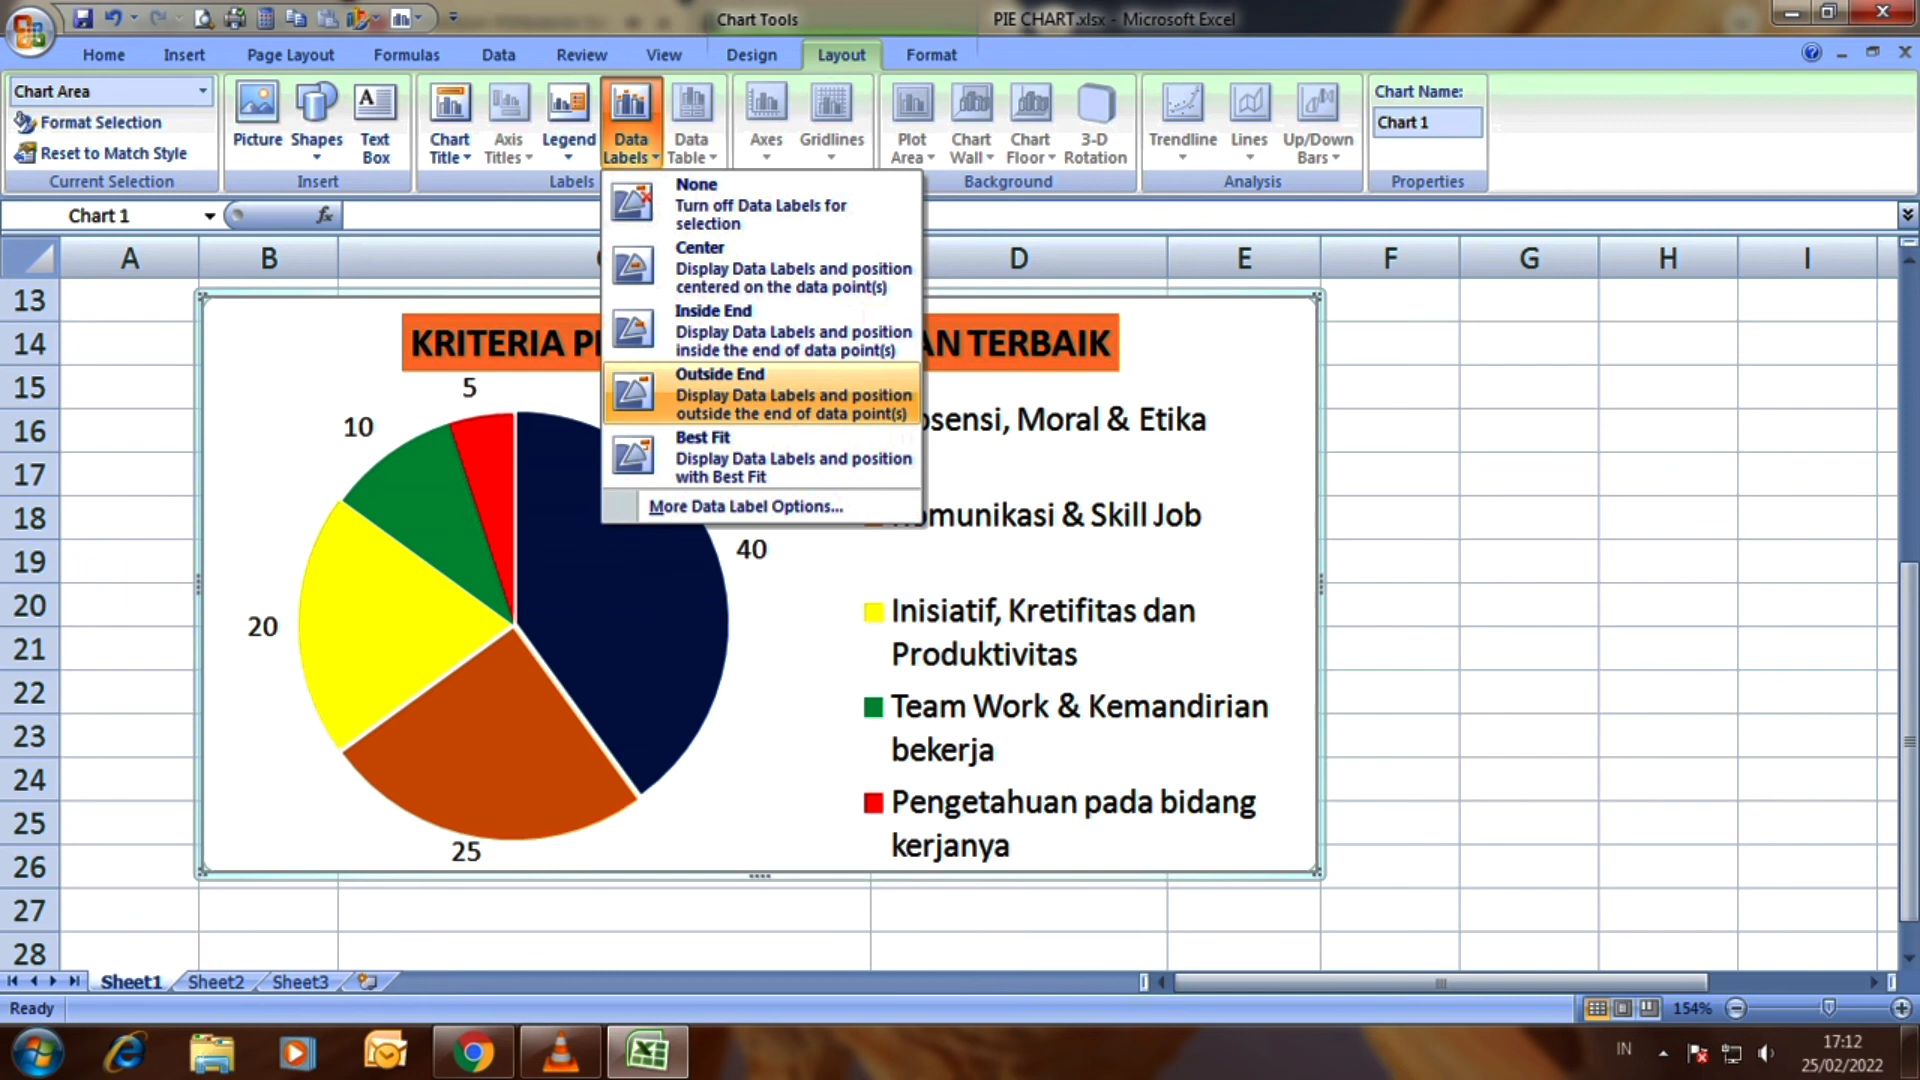 Chart Tools
PIE CHART.xlsx - Microsoft Excel
Home Insert Page Layout Formulas Data Review View Design Layout Format
Chart Area
Format Selection
Reset to Match Style
Current Selection
Picture Shapes Text Box
Insert
Chart Title Axis Titles Legend Data Labels Data Table
Labels
Axes Gridlines
Plot Area Chart Wall Chart Floor 3-D Rotation
Background
Trendline Lines Up/Down Bars
Analysis
Chart Name:
Chart 1
Properties
Chart 1
fx
None
Turn off Data Labels for
selection
Center
Display Data Labels and position
centered on the data point(s)
Inside End
Display Data Labels and position
inside the end of data point(s)
Outside End
Display Data Labels and position
outside the end of data point(s)
Best Fit
Display Data Labels and position
with Best Fit
More Data Label Options...
A B D E F G H I
13
14
15
16
17
18
19
20
21
22
23
24
25
26
27
28
KRITERIA TERBAIK
5
10
20
25
40
Moral & Etika
& Skill Job
Inisiatif, Kretifitas dan
Produktivitas
Team Work & Kemandirian
bekerja
Pengetahuan pada bidang
kerjanya
Sheet1 Sheet2 Sheet3
Ready
154%
IN
17:12
25/02/2022